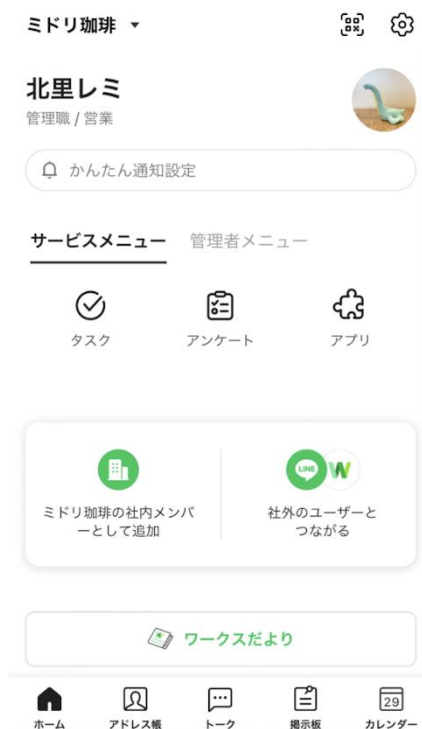 ミドリ珈琲
北里レミ
管理職 / 営業
かんたん通知設定
サービスメニュー 管理者メニュー
タスク アンケート アプリ
LINE W
ミドリ珈琲の社内メンバ
ーとして追加
社外のユーザーと
つながる
ワークスだより
29
ホーム アドレス帳 トーク 掲示板 カレンダー